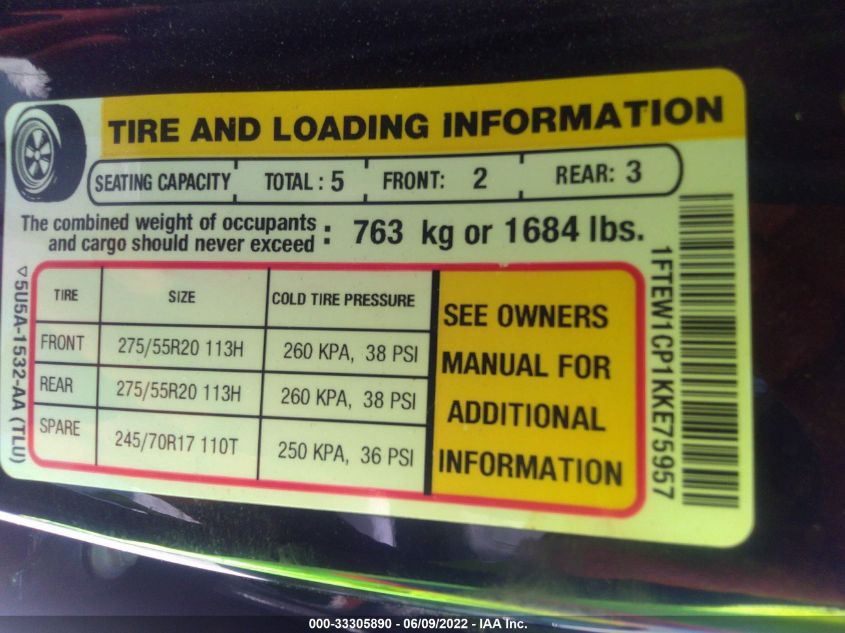 TIRE AND LOADING INFORMATION
SEATING CAPACITY TOTAL : 5 FRONT: 2 REAR: 3
The combined weight of occupants
and cargo should never exceed : 763 kg or 1684 lbs.
TIRE SIZE COLD TIRE PRESSURE
FRONT 275/55R20 113H 260 KPA, 38 PSI
REAR 275/55R20 113H 260 KPA, 38 PSI
SPARE 245/70R17 110T 250 KPA, 36 PSI
SEE OWNERS
MANUAL FOR
ADDITIONAL
INFORMATION
5U5A-1532-AA (TLU)
1FTEW1CP1KKE75957
000-33305890 - 06/09/2022 - IAA Inc.